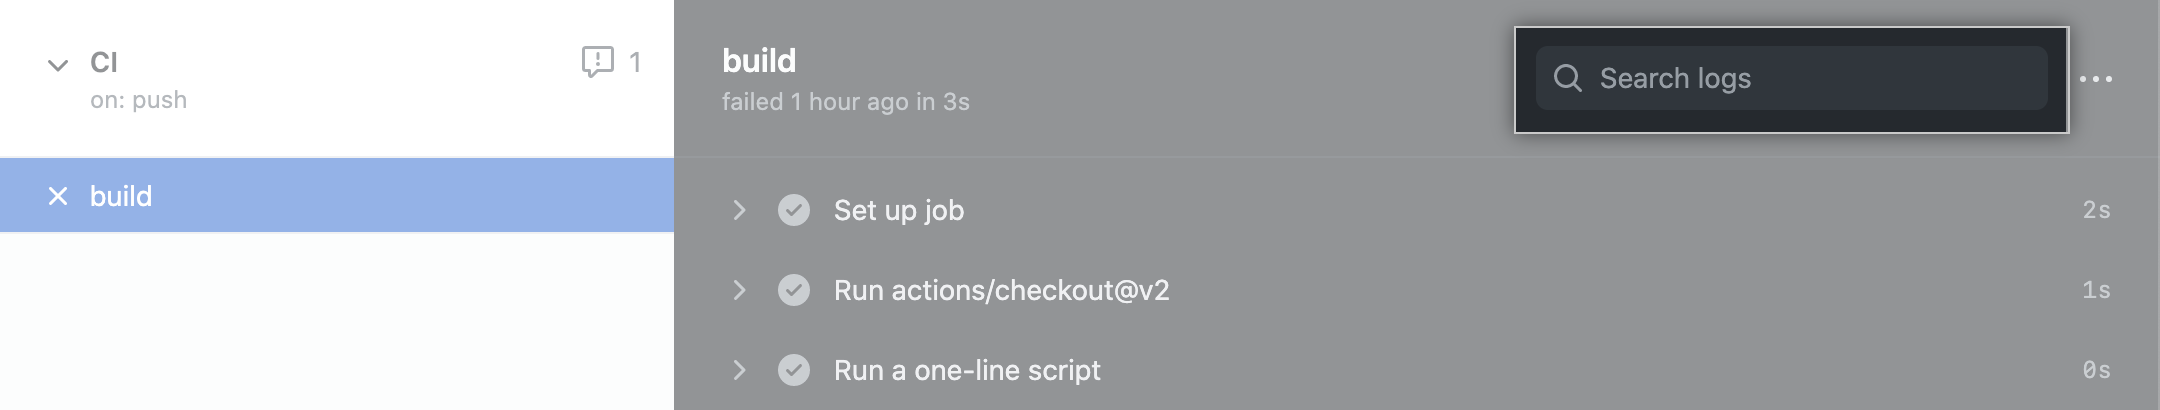 CI
1
on: push
build
build
failed 1 hour ago in 3s
Search logs
Set up job
2s
Run actions/checkout@v2
1s
Run a one-line script
0s